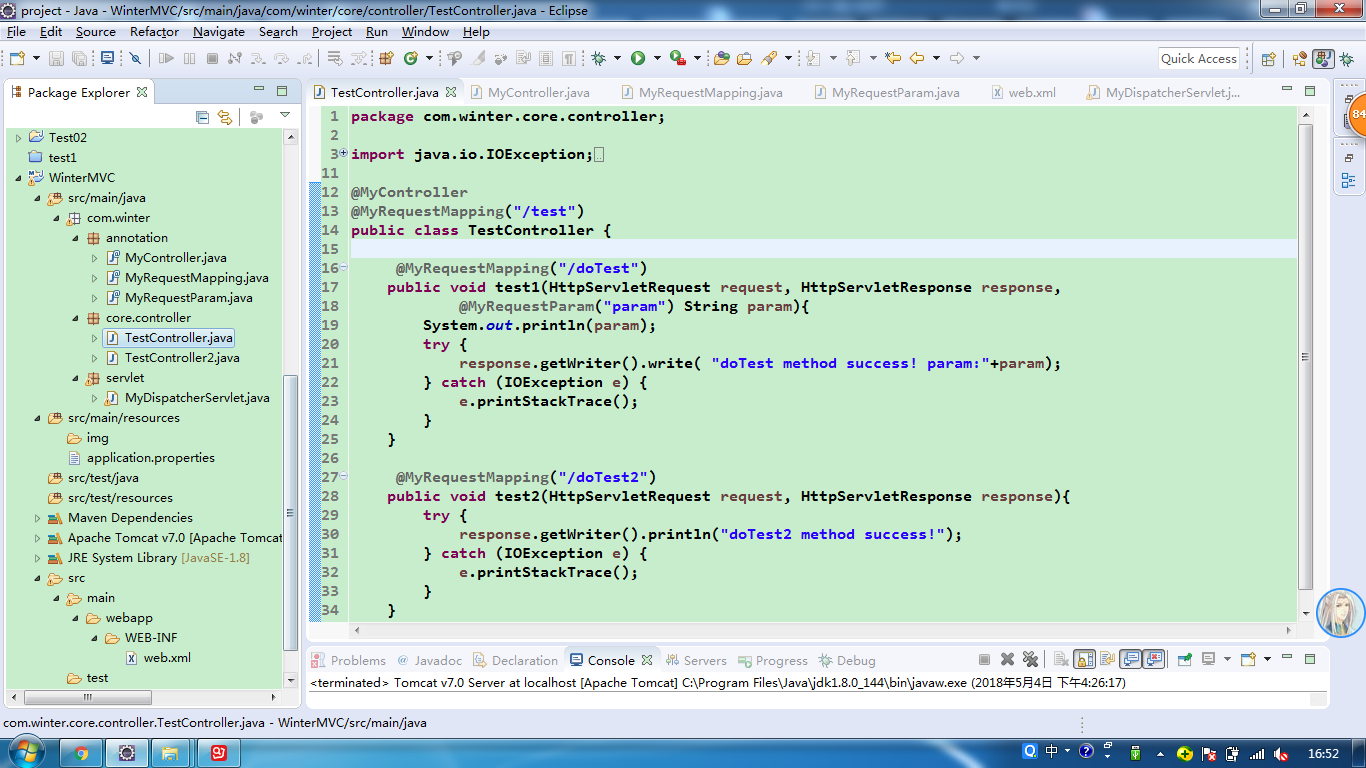 project - Java - WinterMVC/src/main/java/com/winter/core/controller/TestController.java - Eclipse
File Edit Source Refactor Navigate Search Project Run Window Help
Quick Access
Package Explorer
Test02
test1
WinterMVC
src/main/java
com.winter
annotation
MyController.java
MyRequestMapping.java
MyRequestParam.java
core.controller
TestController.java
TestController2.java
servlet
MyDispatcherServlet.java
src/main/resources
img
application.properties
src/test/java
src/test/resources
Maven Dependencies
Apache Tomcat v7.0 [Apache Tomcat
JRE System Library [JavaSE-1.8]
src
main
webapp
WEB-INF
web.xml
test
TestController.java MyController.java MyRequestMapping.java MyRequestParam.java web.xml MyDispatcherServlet.j...
1 package com.winter.core.controller;
2
3 import java.io.IOException;
11
12 @MyController
13 @MyRequestMapping("/test")
14 public class TestController {
15
16 @MyRequestMapping("/doTest")
17 public void test1(HttpServletRequest request, HttpServletResponse response,
18 @MyRequestParam("param") String param){
19 System.out.println(param);
20 try {
21 response.getWriter().write( "doTest method success! param:"+param);
22 } catch (IOException e) {
23 e.printStackTrace();
24 }
25 }
26
27 @MyRequestMapping("/doTest2")
28 public void test2(HttpServletRequest request, HttpServletResponse response){
29 try {
30 response.getWriter().println("doTest2 method success!");
31 } catch (IOException e) {
32 e.printStackTrace();
33 }
34 }
84
Problems @ Javadoc Declaration Console Servers Progress Debug
<terminated> Tomcat v7.0 Server at localhost [Apache Tomcat] C:\Program Files\Java\jdk1.8.0_144\bin\javaw.exe (2018年5月4日 下午4:26:17)
com.winter.core.controller.TestController.java - WinterMVC/src/main/java
中
16:52